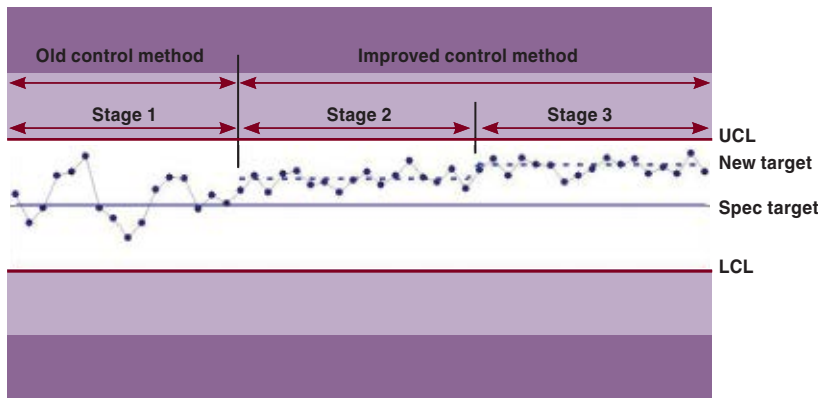 Old control method
Improved control method
Stage 1
Stage 2
Stage 3
UCL
New target
Spec target
LCL